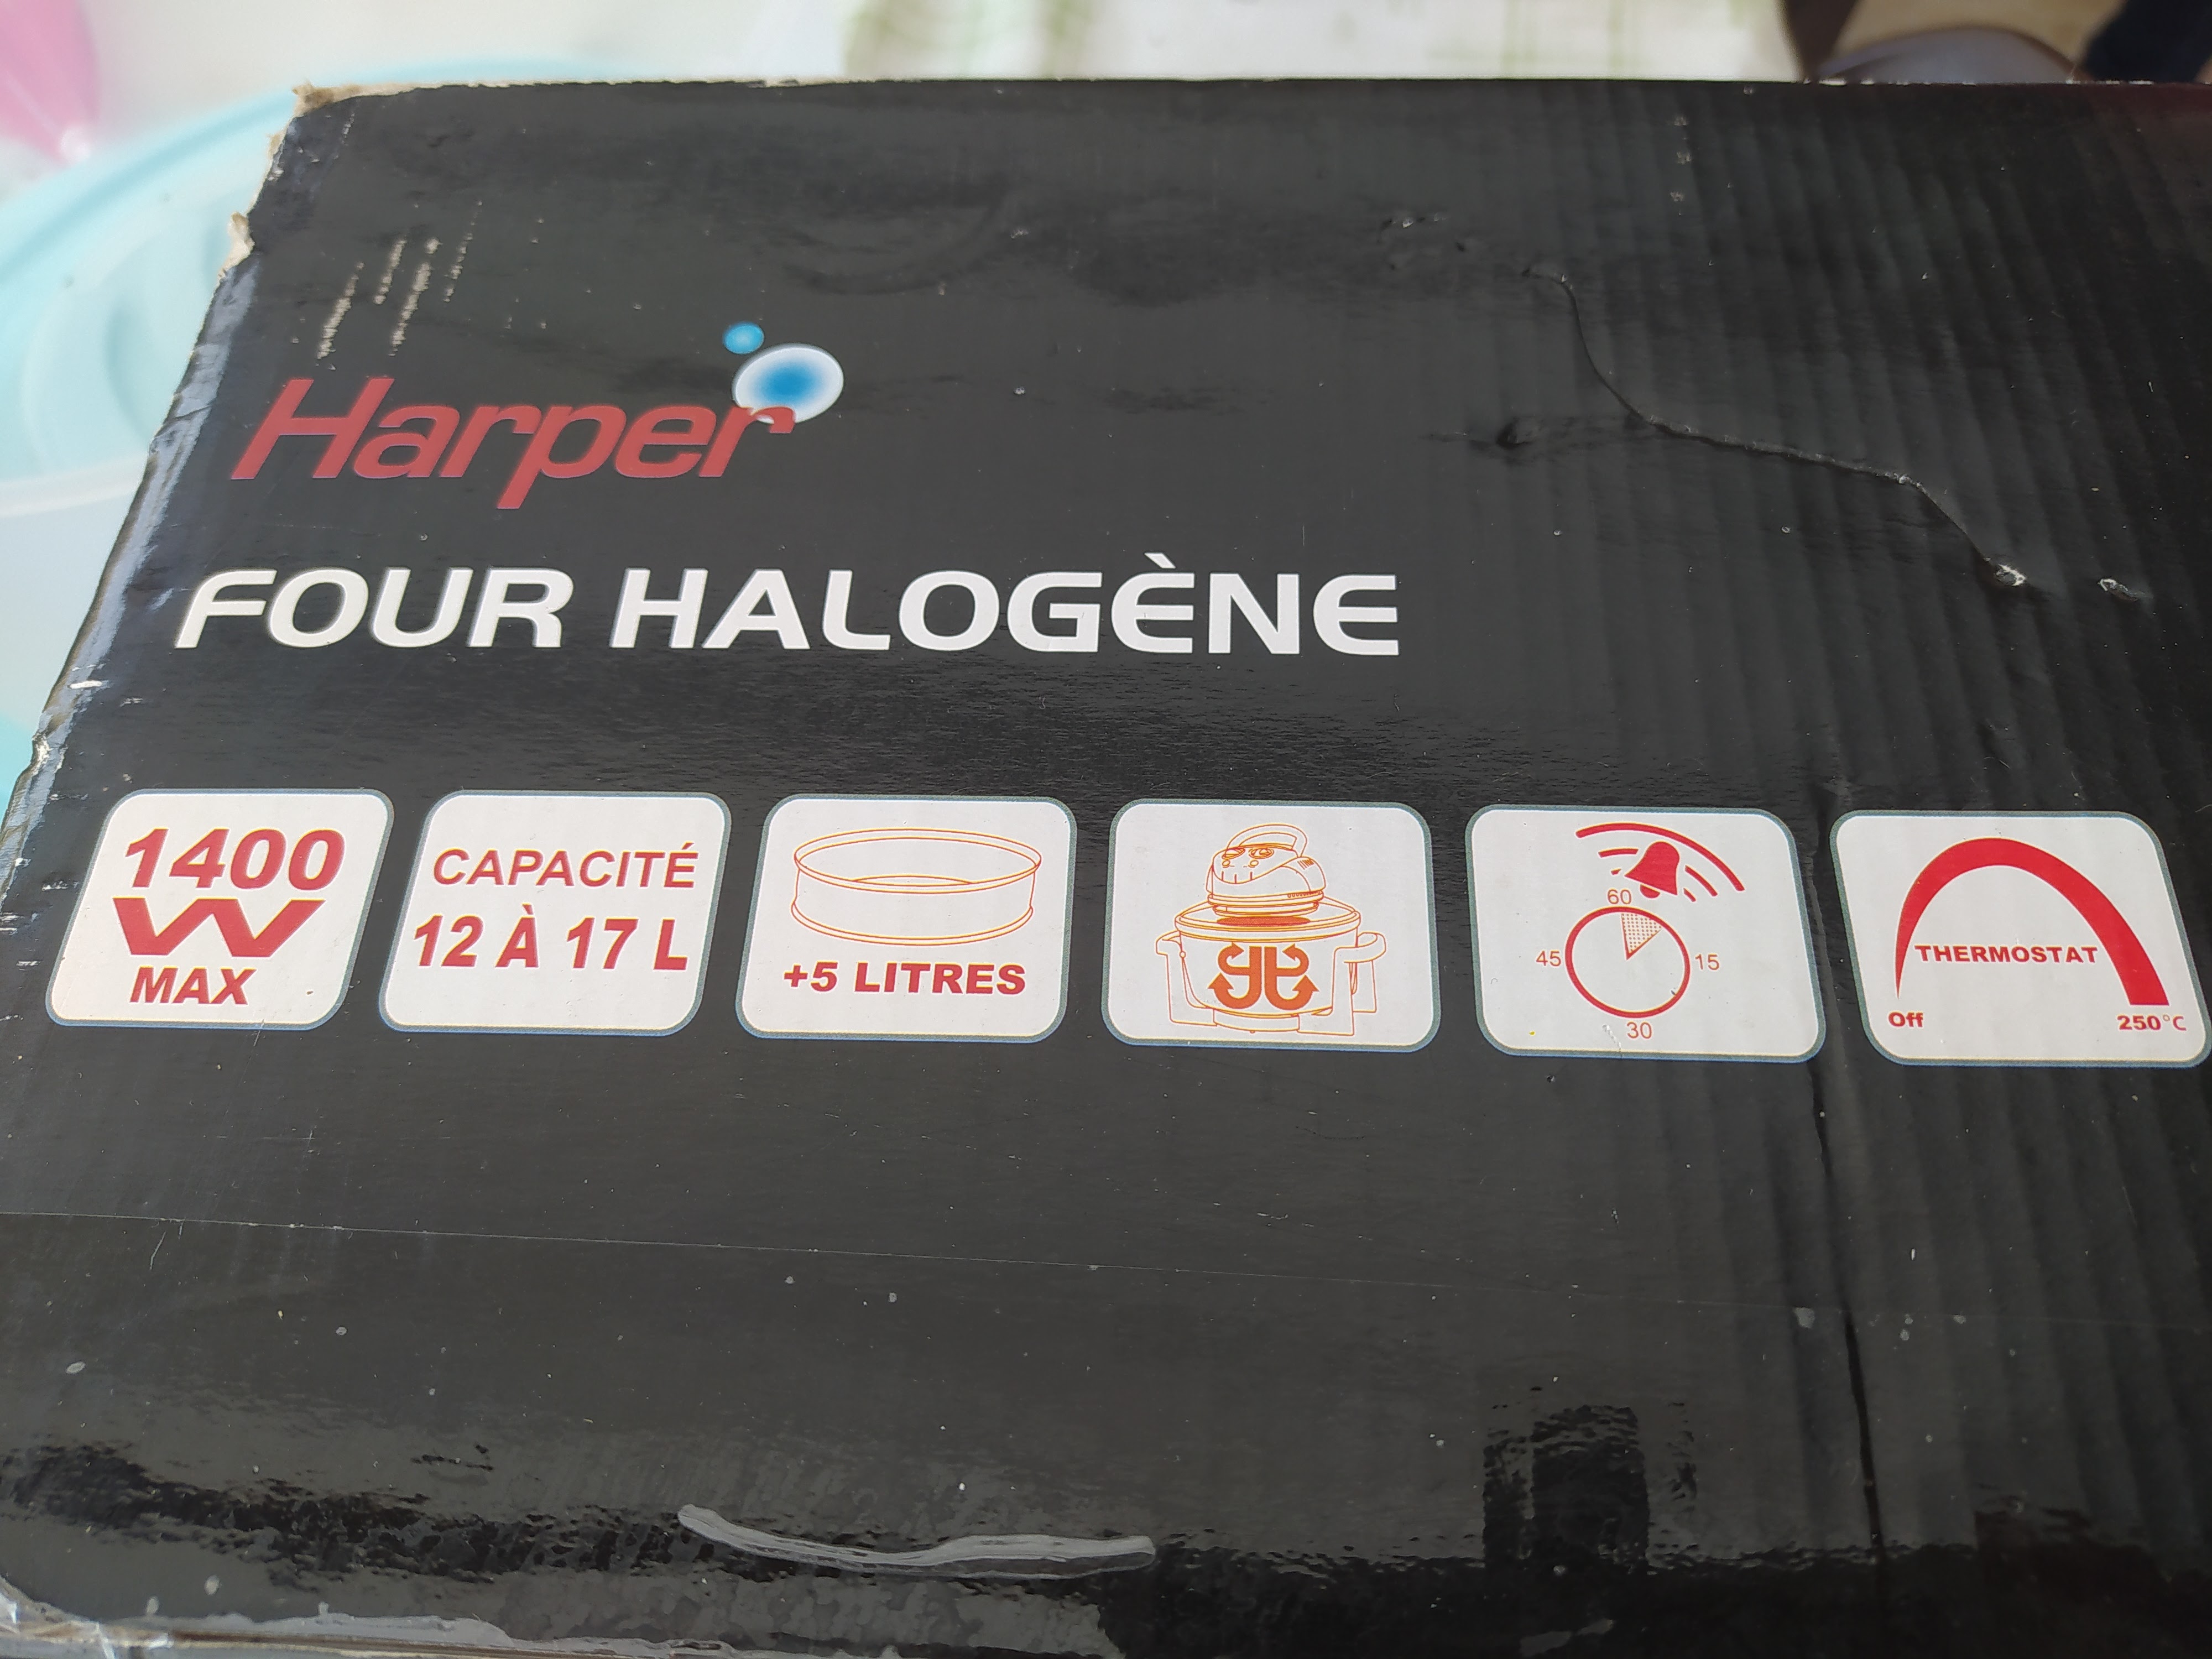 Harper
FOUR HALOGÈNE
1400
W
MAX
CAPACITÉ
12 À 17 L
+5 LITRES
60
45
15
30
THERMOSTAT
Off
250°C